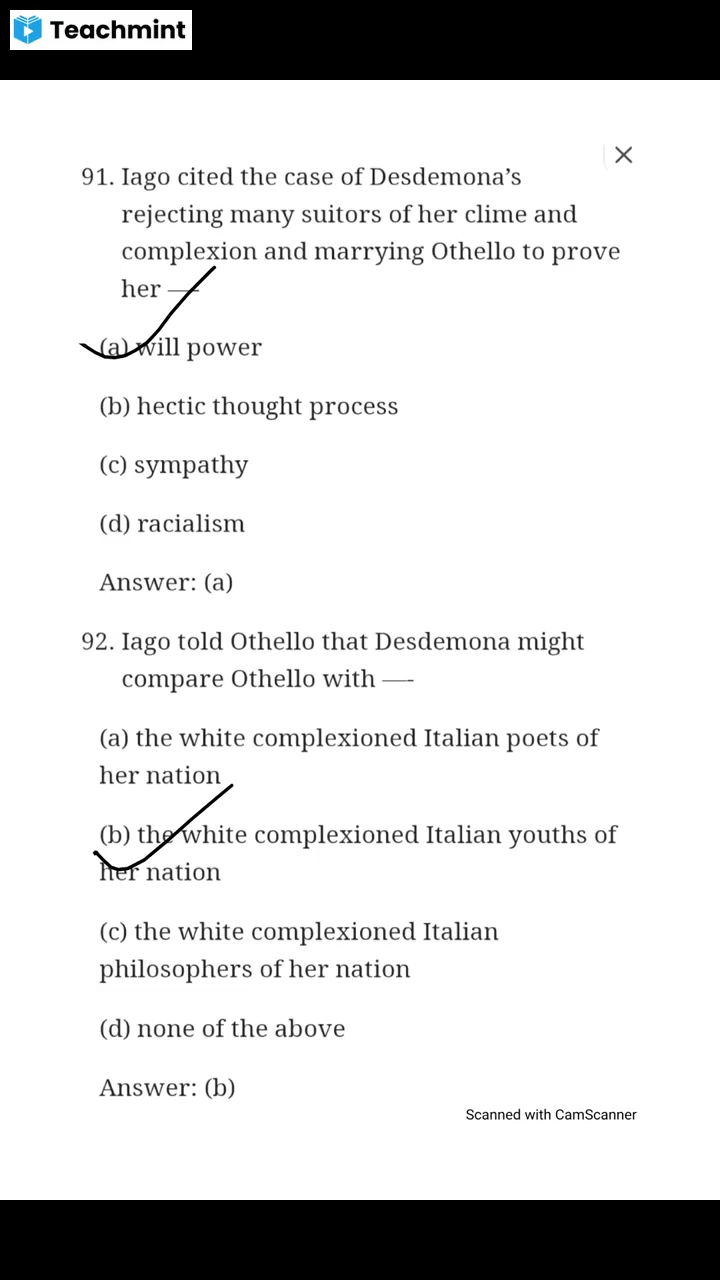 Teachmint
91. Iago cited the case of Desdemona’s
rejecting many suitors of her clime and
complexion and marrying Othello to prove
her —
(a) will power
(b) hectic thought process
(c) sympathy
(d) racialism
Answer: (a)
92. Iago told Othello that Desdemona might
compare Othello with —-
(a) the white complexioned Italian poets of
her nation
(b) the white complexioned Italian youths of
her nation
(c) the white complexioned Italian
philosophers of her nation
(d) none of the above
Answer: (b)
Scanned with CamScanner